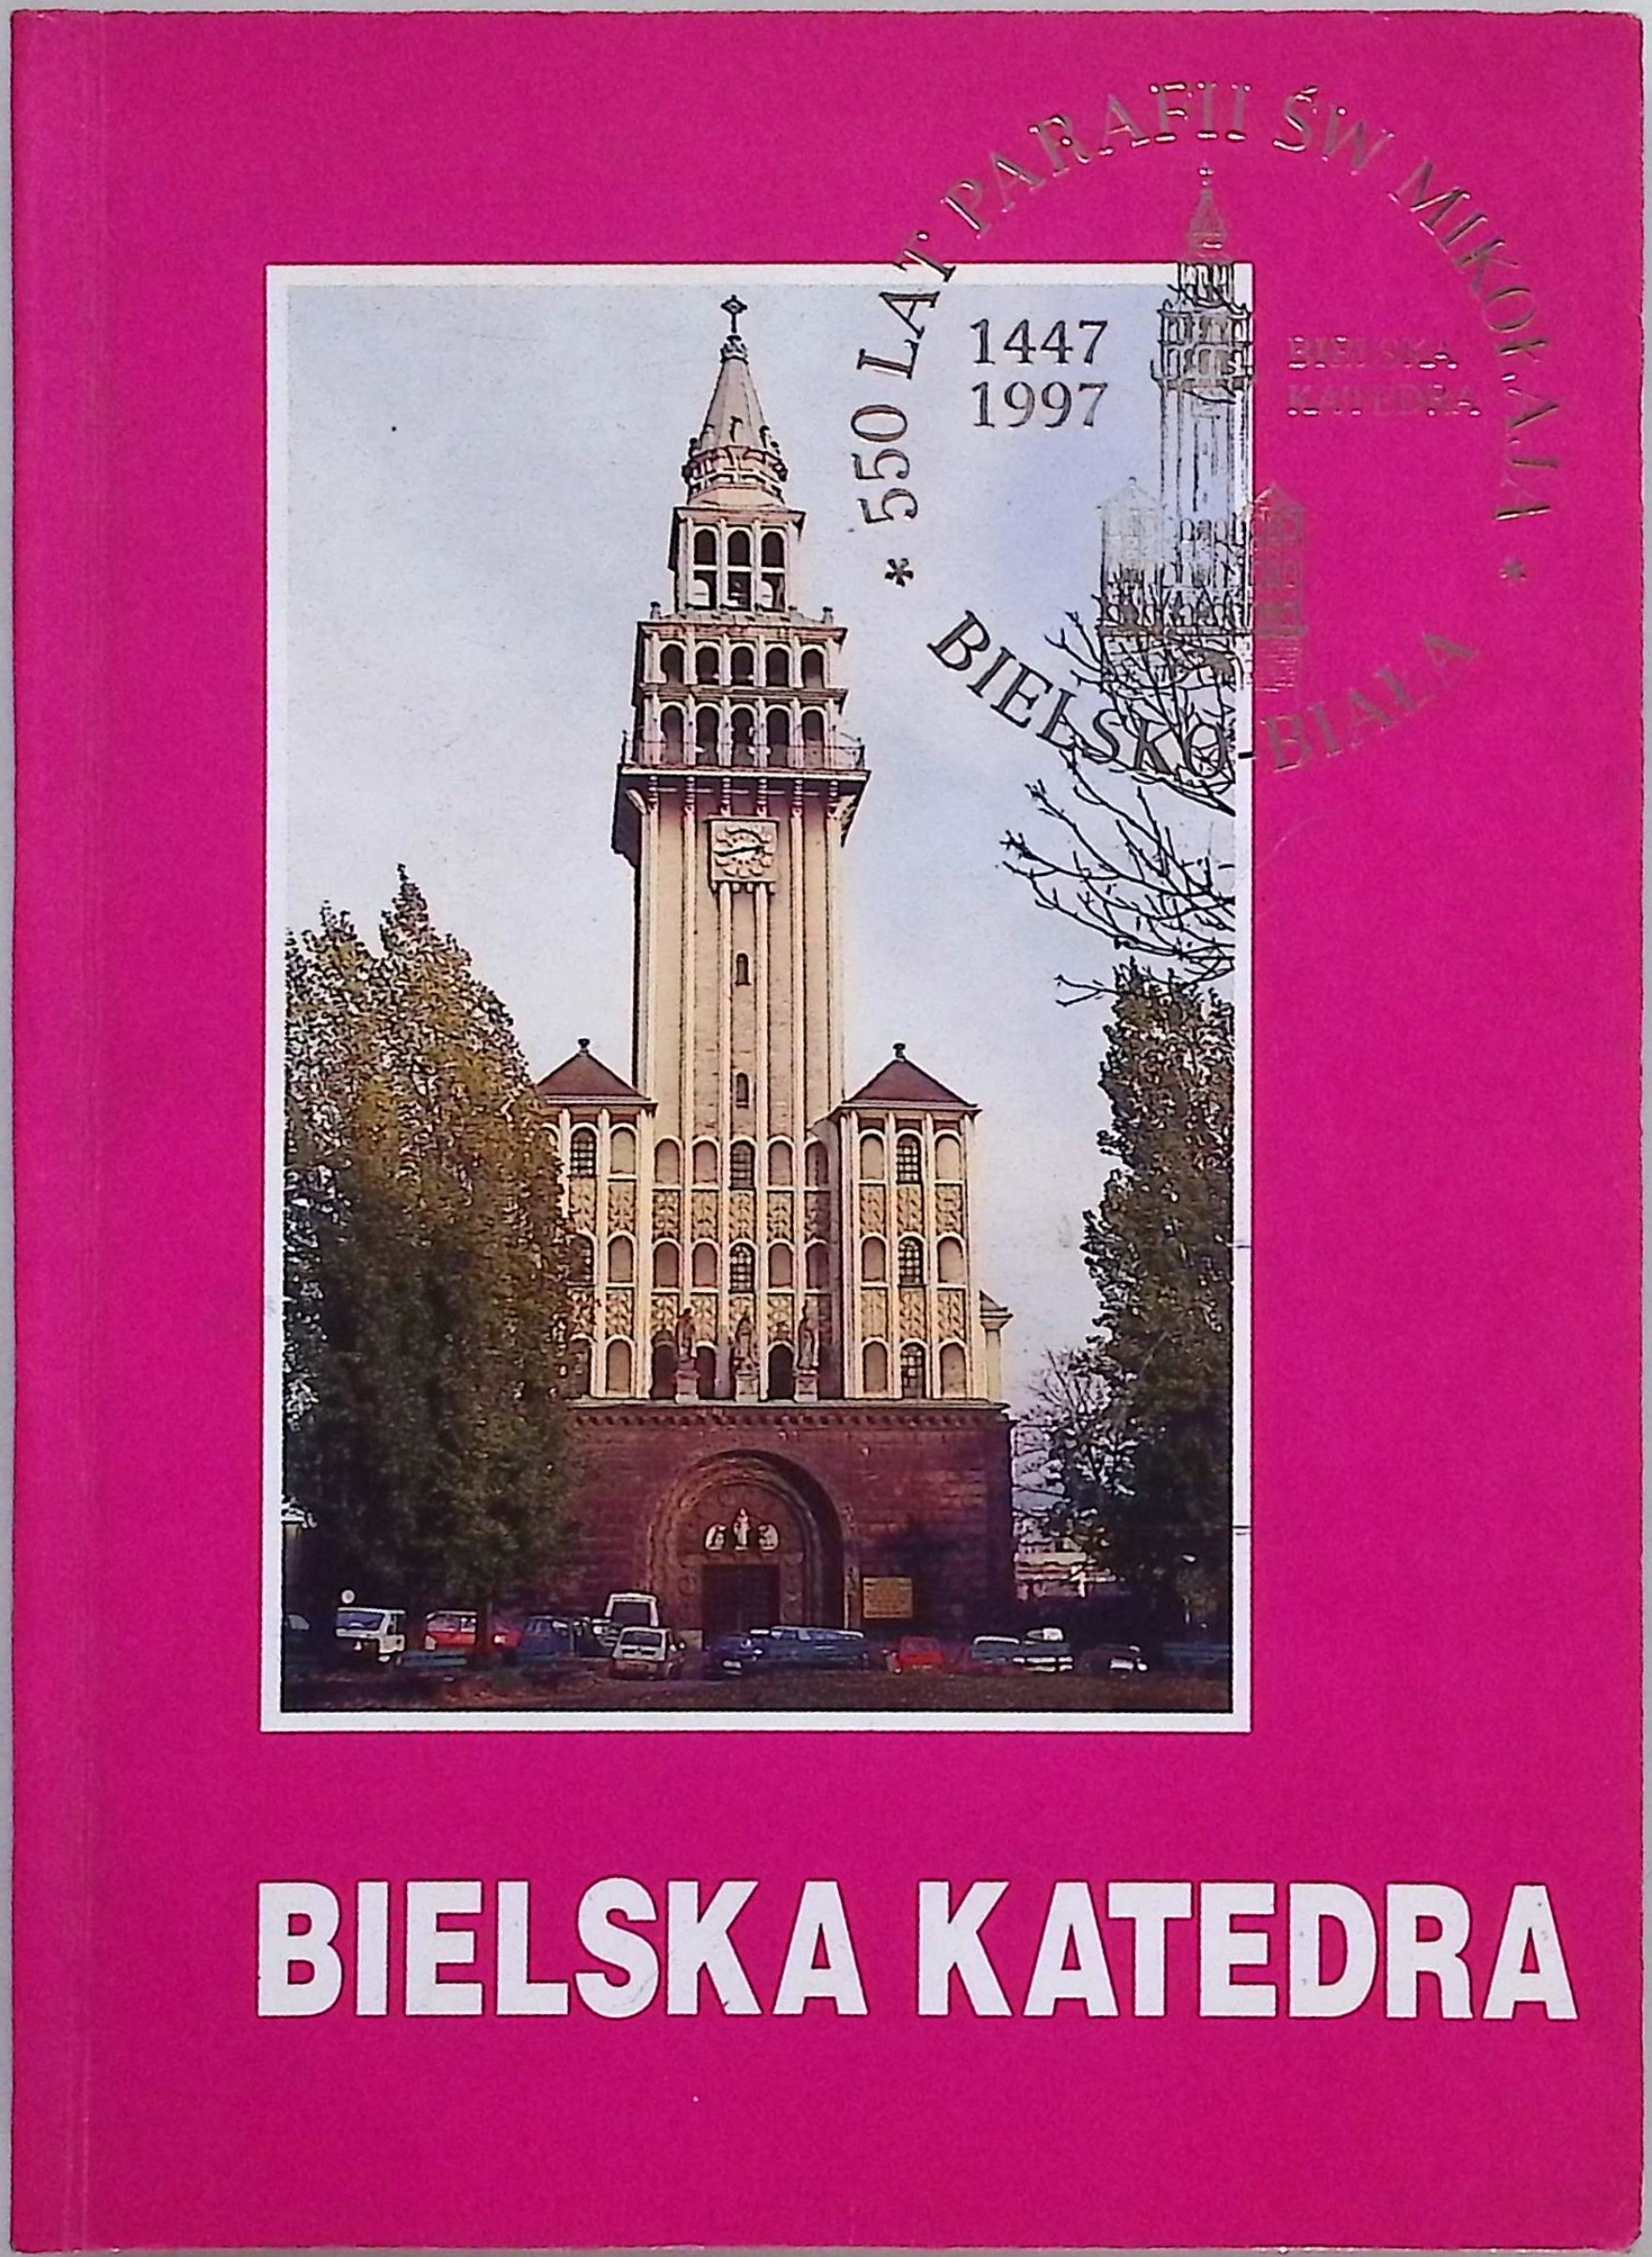 * 550 LAT PARAFII ŚW MIKOŁAJA *
1447
1997
BIELSKA
KATEDRA
BIELSKO - BIAŁA
BIELSKA KATEDRA